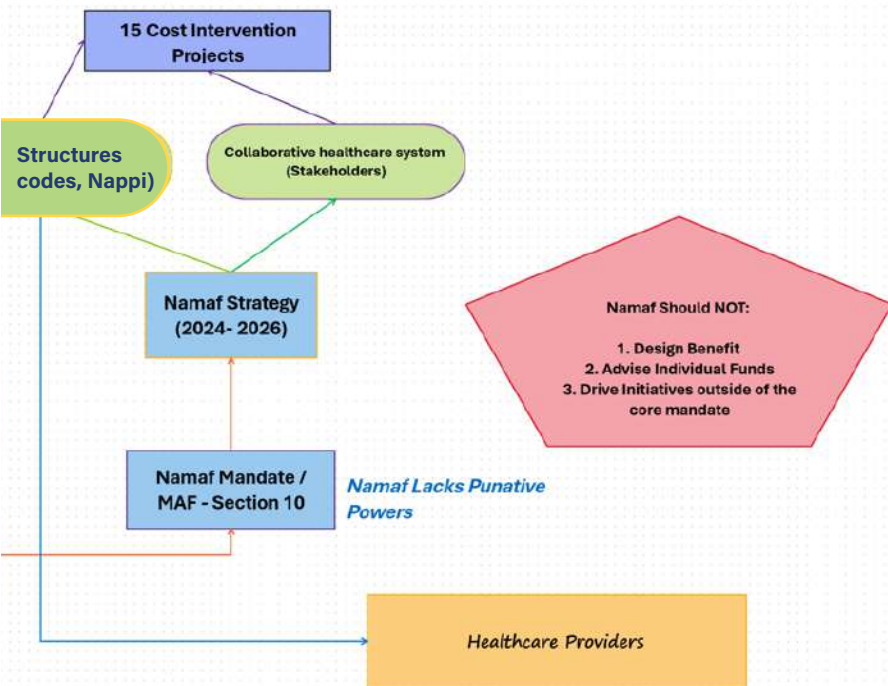 15 Cost Intervention
Projects
Structures
codes, Nappi)
Collaborative healthcare system
(Stakeholders)
Namaf Strategy
(2024- 2026)
Namaf Should NOT:
1. Design Benefit
2. Advise Individual Funds
3. Drive Initiatives outside of the
core mandate
Namaf Mandate /
MAF - Section 10
Namaf Lacks Punative
Powers
Healthcare Providers